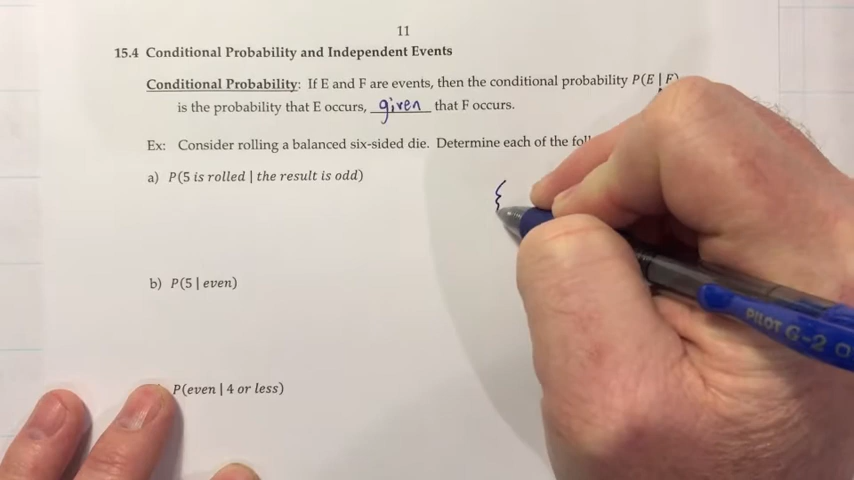 11
15.4 Conditional Probability and Independent Events
Conditional Probability: If E and F are events, then the conditional probability P(E | F)
is the probability that E occurs, given that F occurs.
Ex: Consider rolling a balanced six-sided die. Determine each of the
a) P(5 is rolled | the result is odd)
{
b) P(5 | even)
P(even | 4 or less)
PILOT G-2